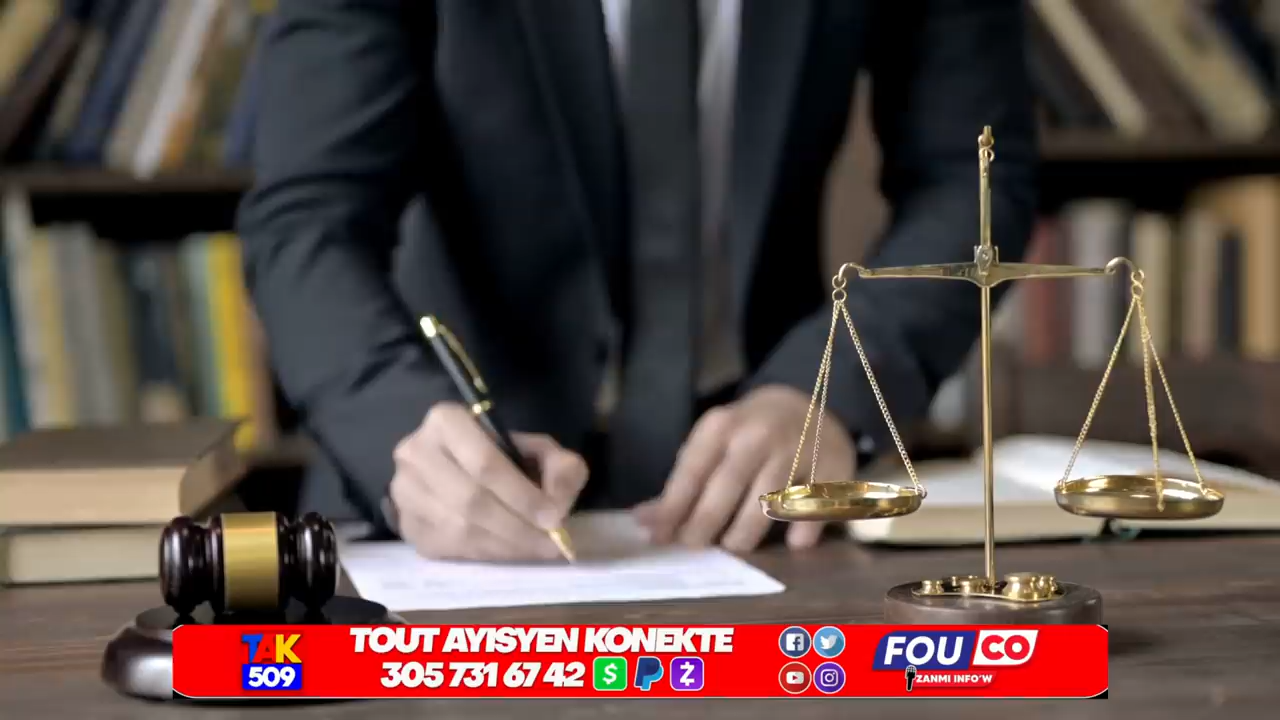 TAK
509
TOUT AYISYEN KONEKTE
305 731 67 42
FOU CO
ZANMI INFO'W